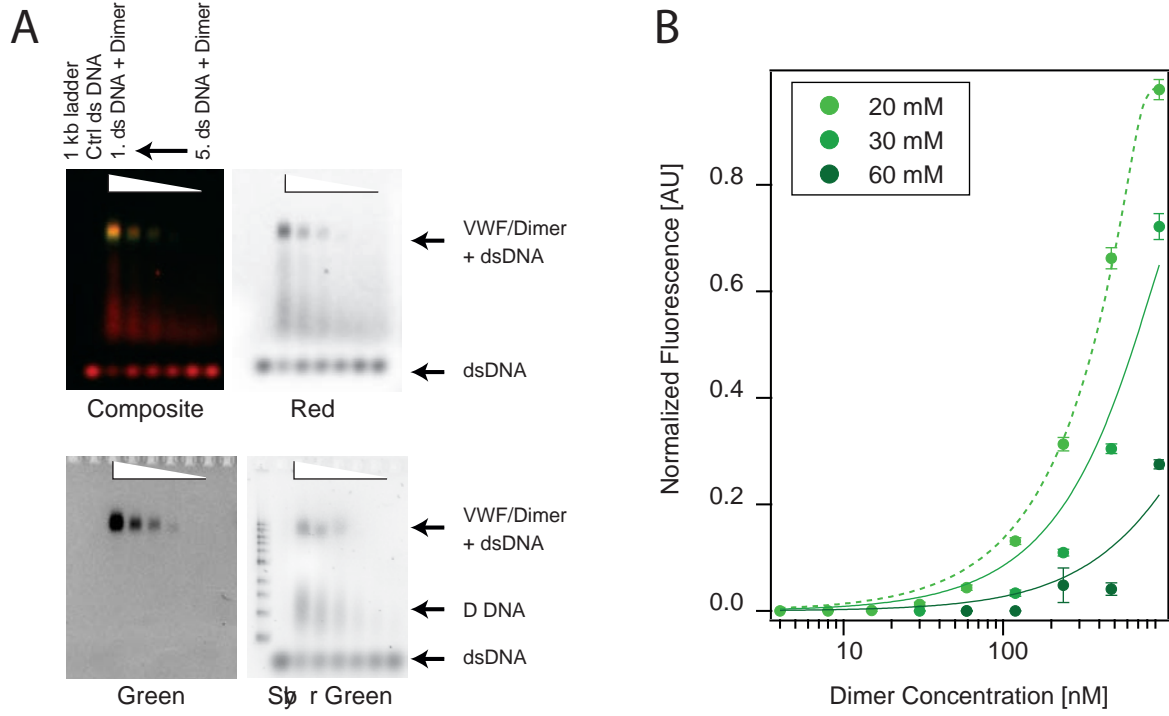 A
1 kb ladder
Ctrl ds DNA
1. ds DNA + Dimer
5. ds DNA + Dimer
VWF/Dimer
+ dsDNA
dsDNA
Composite
Red
VWF/Dimer
+ dsDNA
D DNA
dsDNA
Green
Sybr Green
B
20 mM
30 mM
60 mM
Normalized Fluorescence [AU]
0.8
0.6
0.4
0.2
0.0
10
100
Dimer Concentration [nM]